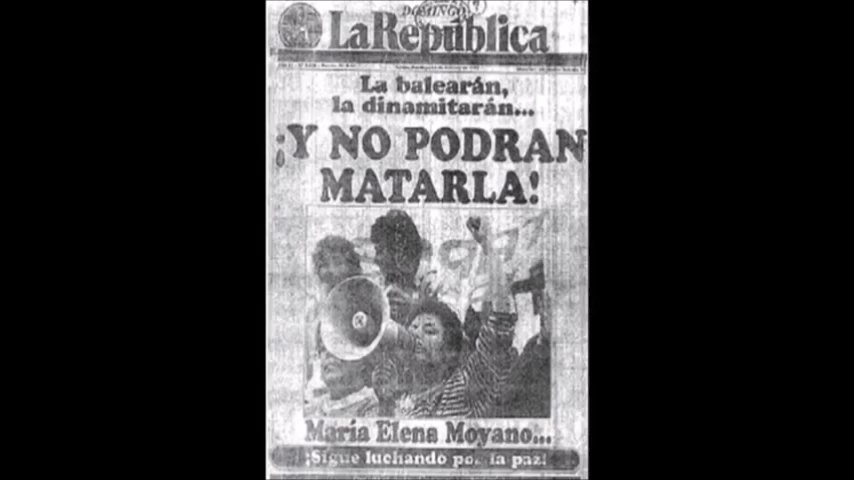 DOMINGO
La República
La balearán,
la dinamitarán...
¡Y NO PODRAN
MATARLA!
María Elena Moyano...
¡Sigue luchando por la paz!